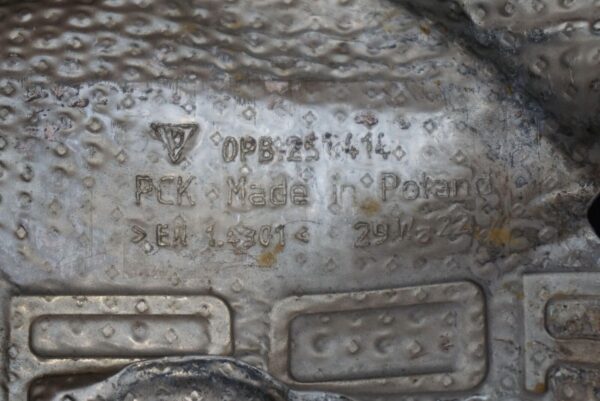 0PB.251.414.
PCK Made in Poland
>EN 1.4301<